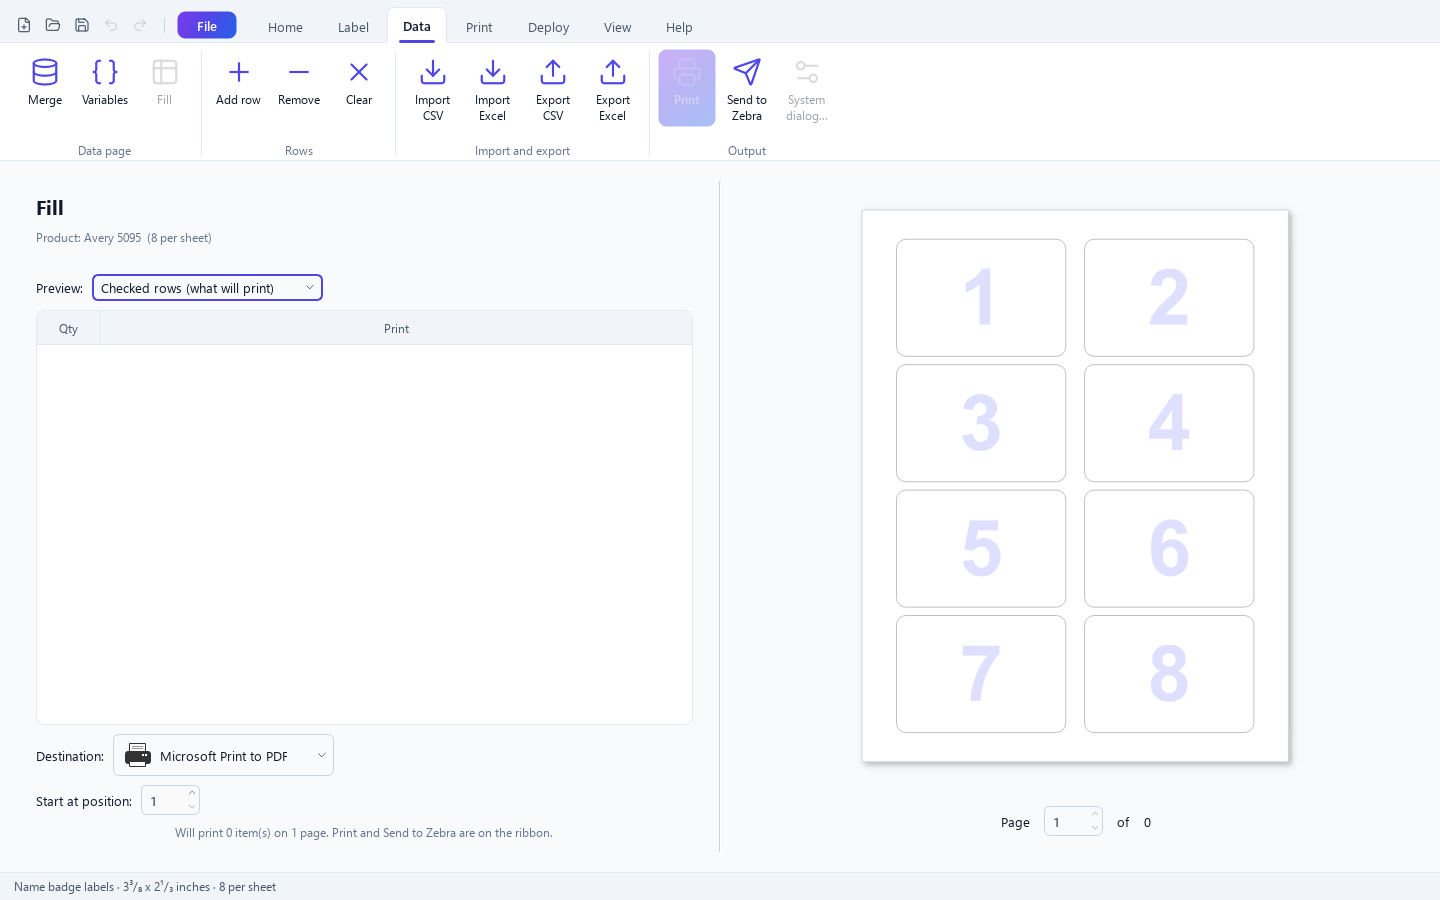 File
Home
Label
Data
Print
Deploy
View
Help
Merge
Variables
Fill
Data page
Add row
Remove
Clear
Rows
Import
CSV
Import
Excel
Export
CSV
Export
Excel
Import and export
Print
Send to
Zebra
System
dialog...
Output
Fill
Product: Avery 5095 (8 per sheet)
Preview: Checked rows (what will print)
Qty Print
Destination: Microsoft Print to PDF
Start at position: 1
Will print 0 item(s) on 1 page. Print and Send to Zebra are on the ribbon.
1 2
3 4
5 6
7 8
Page 1 of 0
Name badge labels · 3³/₈ x 2¹/₃ inches · 8 per sheet